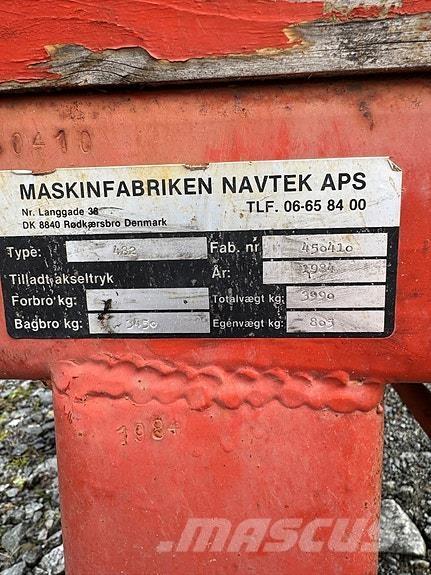 50410
MASKINFABRIKEN NAVTEK APS
Nr. Langgade 38 TLF. 06-65 84 00
DK 8840 Rødkærsbro Denmark
Type: 482 Fab. nr. 450410
Tilladt akseltryk År: 1984
Forbro kg: Totalvægt kg: 3990
Bagbro kg: 3450 Egenvægt kg: 803
1984
MASCUS